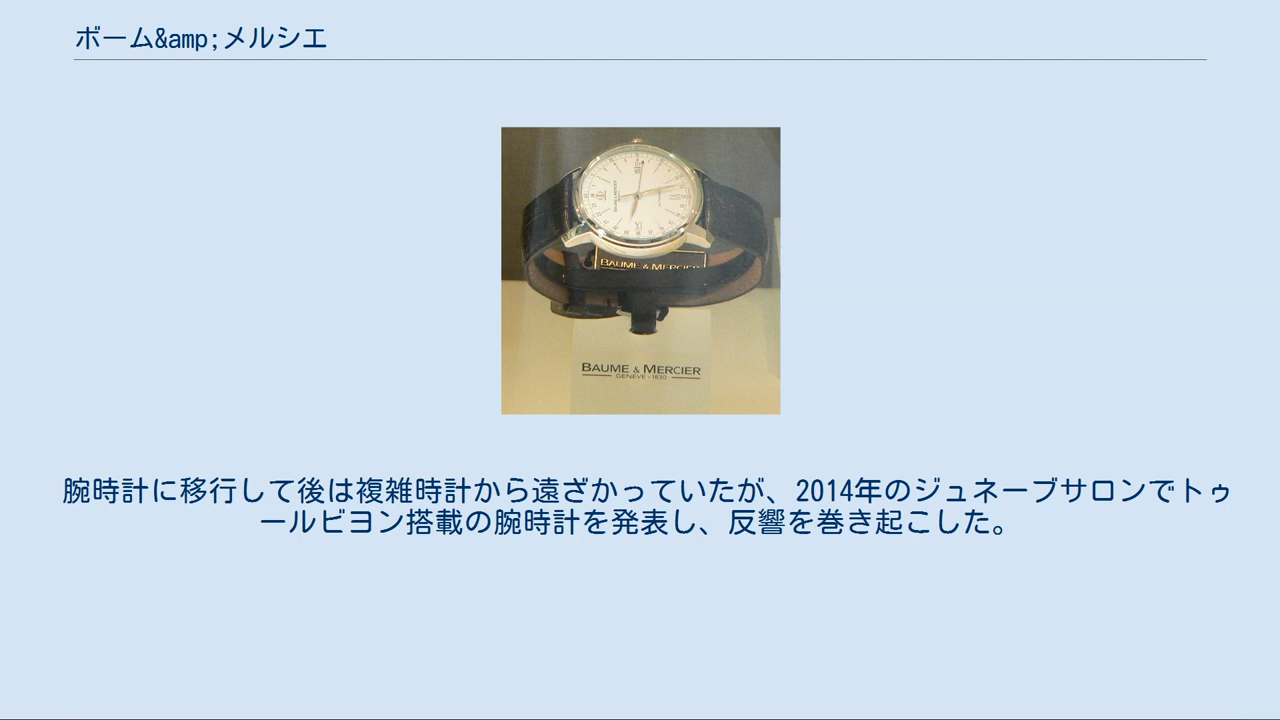 ボーム&amp;メルシエ
BAUME & MERCIER
BAUME & MERCIER
GENEVE - 1830
腕時計に移行して後は複雑時計から遠ざかっていたが、2014年のジュネーブサロンでトゥ
ールビヨン搭載の腕時計を発表し、反響を巻き起こした。